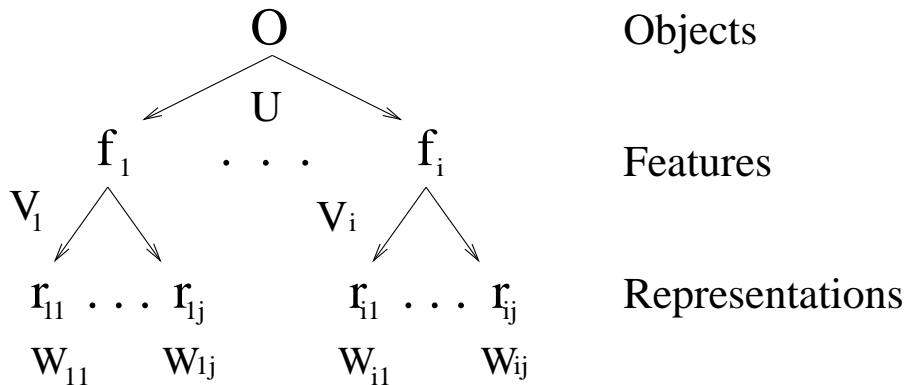 O Objects
U
f₁ . . . fᵢ Features
V₁ Vᵢ
r₁₁ . . . r₁ⱼ rᵢ₁ . . . rᵢⱼ Representations
W₁₁ W₁ⱼ Wᵢ₁ Wᵢⱼ